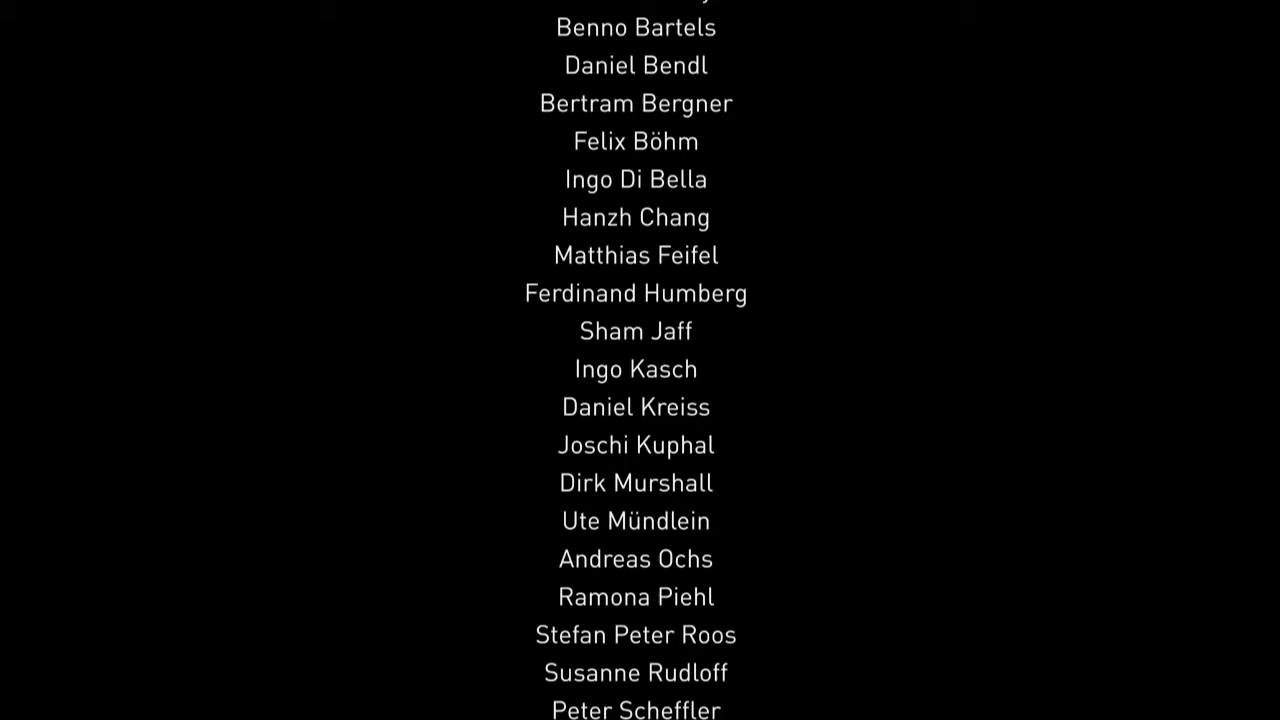 Benno Bartels
Daniel Bendl
Bertram Bergner
Felix Böhm
Ingo Di Bella
Hanzh Chang
Matthias Feifel
Ferdinand Humberg
Sham Jaff
Ingo Kasch
Daniel Kreiss
Joschi Kuphal
Dirk Murshall
Ute Mündlein
Andreas Ochs
Ramona Piehl
Stefan Peter Roos
Susanne Rudloff
Peter Scheffler